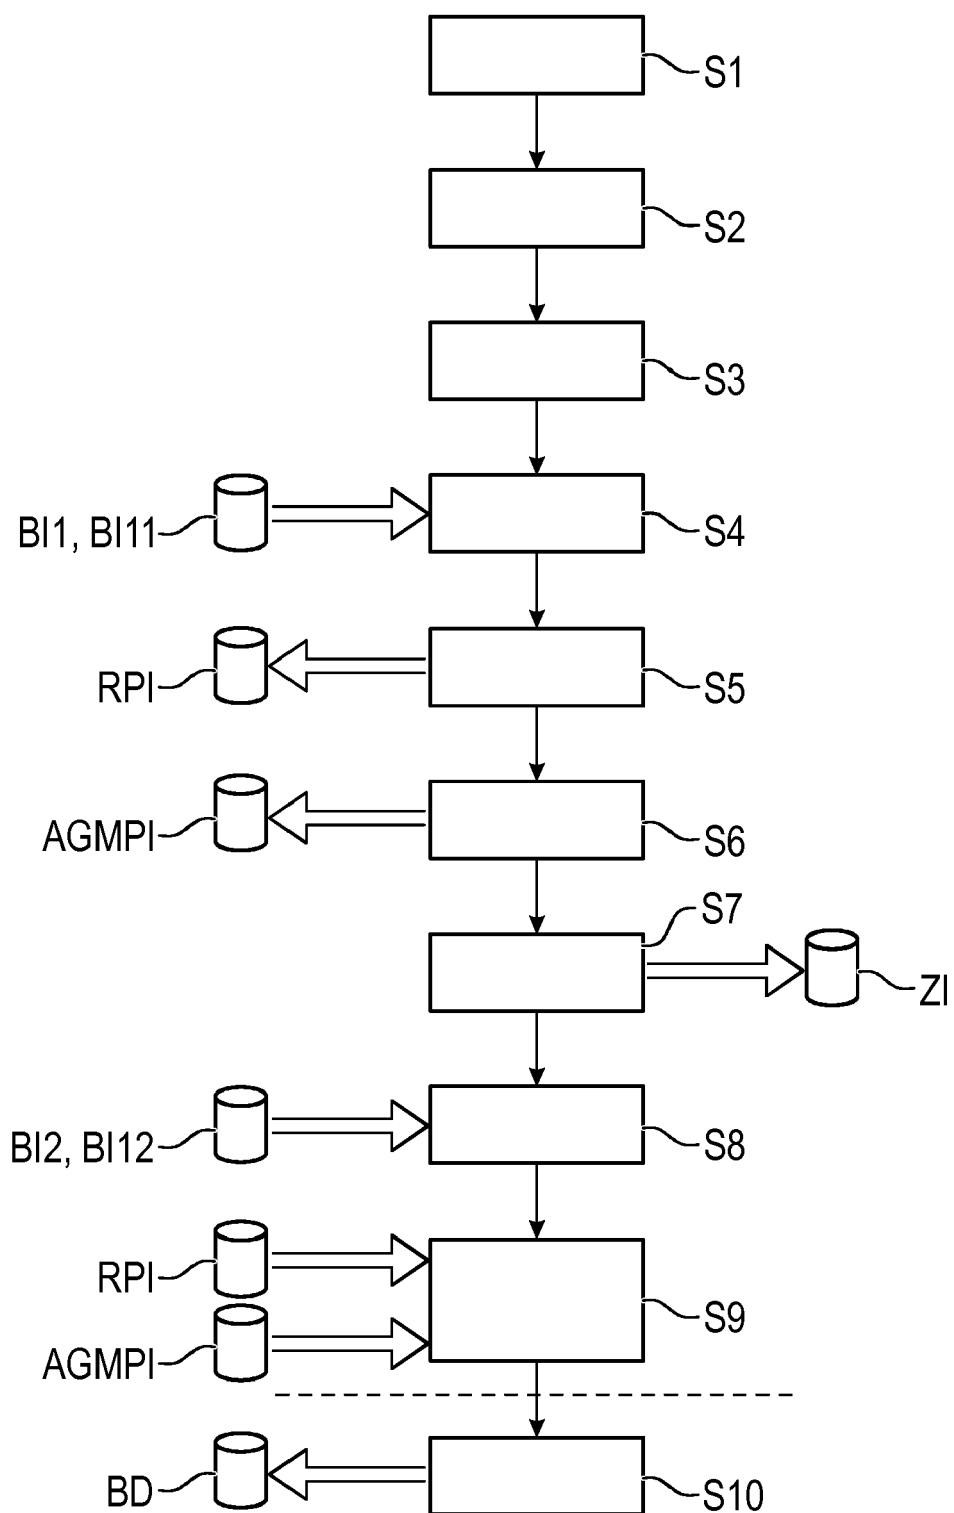 S1
S2
S3
BI1, BI11
S4
RPI
S5
AGMPI
S6
S7
ZI
BI2, BI12
S8
RPI
S9
AGMPI
BD
S10